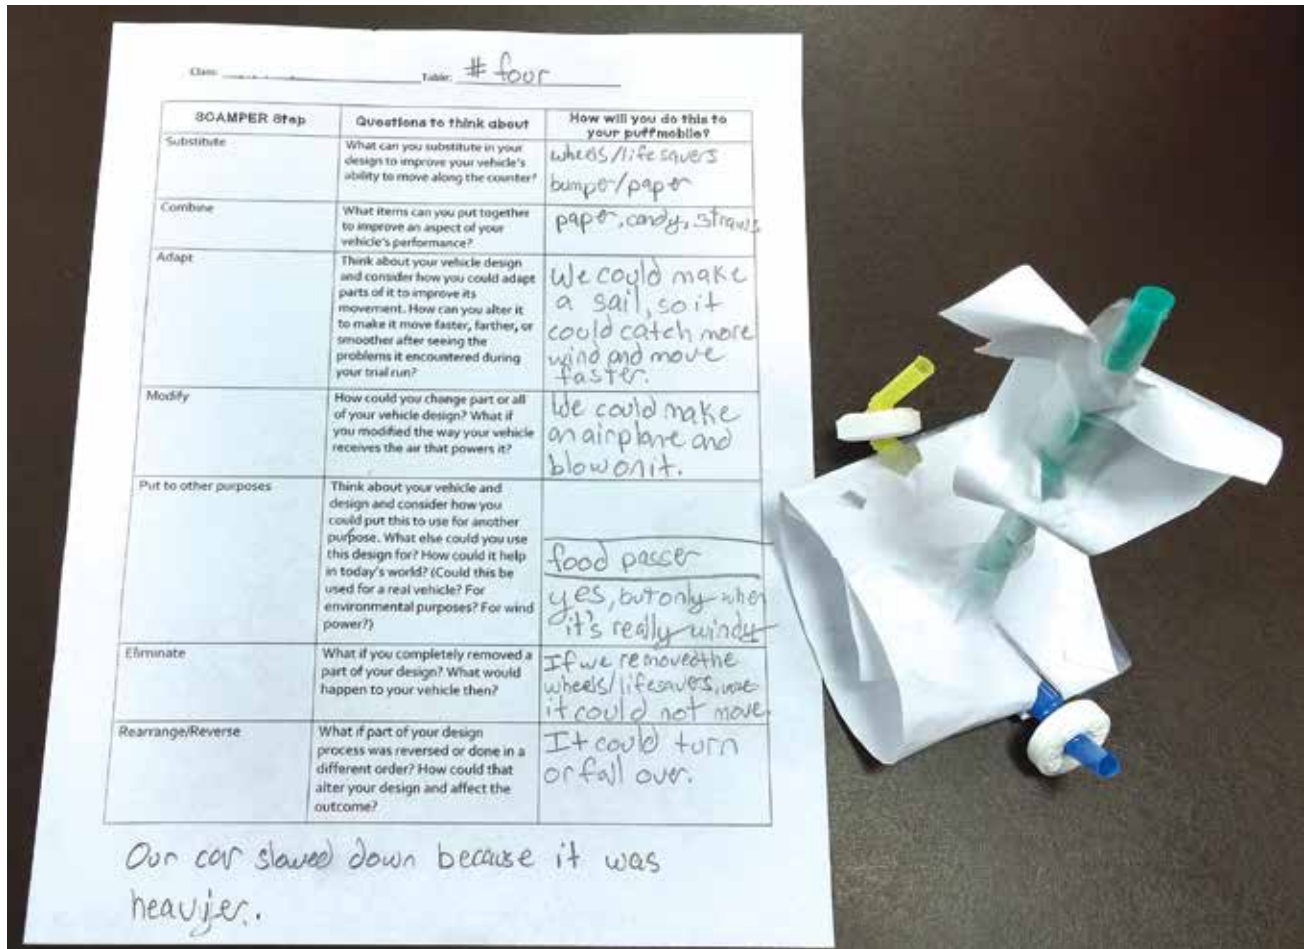 Class: Table: # four
SCAMPER Step
Questions to think about
How will you do this to
your puffmobile?
Substitute
What can you substitute in your
design to improve your vehicle's
ability to move along the counter?
wheels/lifesavers
bumper/paper
Combine
What items can you put together
to improve an aspect of your
vehicle's performance?
paper, candy, straws
Adapt
Think about your vehicle design
and consider how you could adapt
parts of it to improve its
movement. How can you alter it
to make it move faster, farther, or
smoother after seeing the
problems it encountered during
your trial run?
We could make
a sail, so it
could catch more
wind and move
faster.
Modify
How could you change part or all
of your vehicle design? What if
you modified the way your vehicle
receives the air that powers it?
We could make
an airplane and
blow on it.
Put to other purposes
Think about your vehicle and
design and consider how you
could put this to use for another
purpose. What else could you use
this design for? How could it help
in today's world? (Could this be
used for a real vehicle? For
environmental purposes? For wind
power?)
food passer
yes, but only when
it's really windy
Eliminate
What if you completely removed a
part of your design? What would
happen to your vehicle then?
If we removed the
wheels/lifesavers,
it could not move.
Rearrange/Reverse
What if part of your design
process was reversed or done in a
different order? How could that
alter your design and affect the
outcome?
It could turn
or fall over.
Our car slowed down because it was
heavjer.